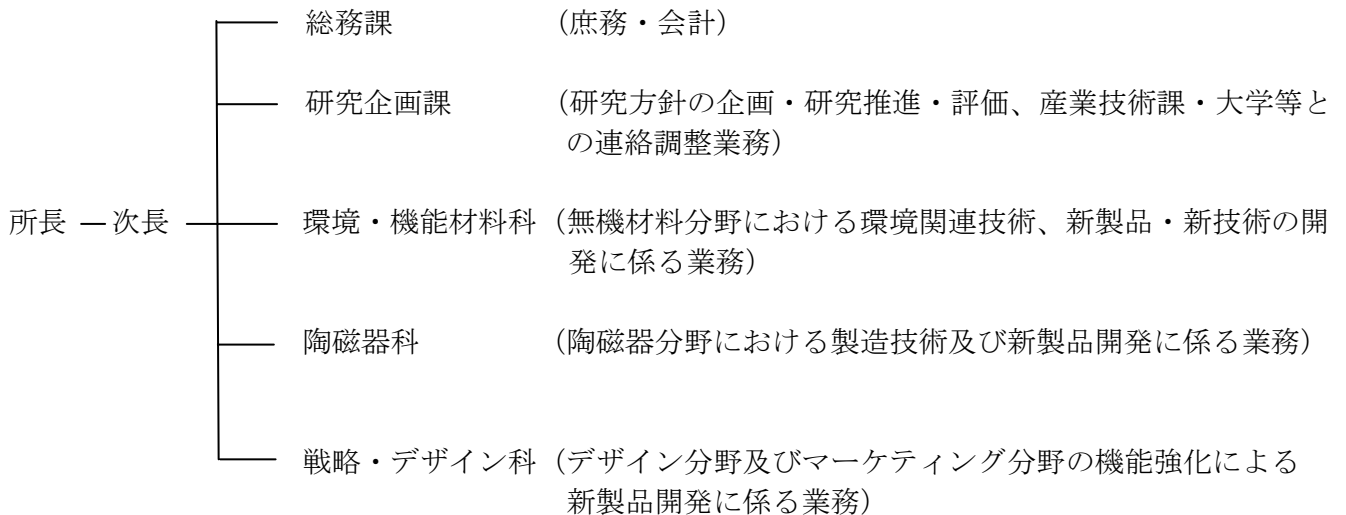 総務課 （庶務・会計）
研究企画課 （研究方針の企画・研究推進・評価、産業技術課・大学等と
の連絡調整業務）
所長 ― 次長 環境・機能材料科（無機材料分野における環境関連技術、新製品・新技術の開
発に係る業務）
陶磁器科 （陶磁器分野における製造技術及び新製品開発に係る業務）
戦略・デザイン科（デザイン分野及びマーケティング分野の機能強化による
新製品開発に係る業務）